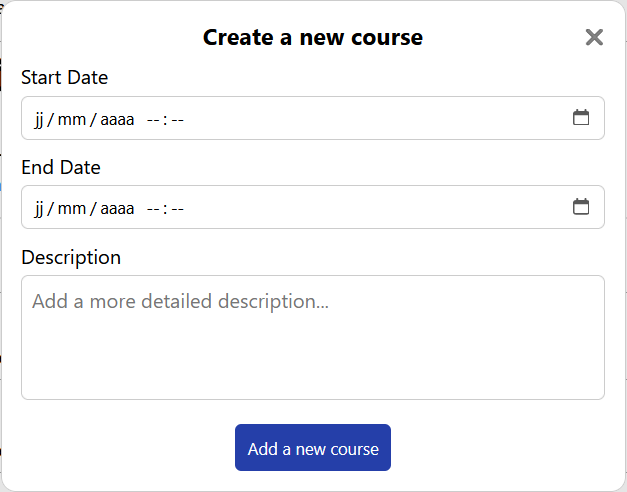 Create a new course
Start Date
jj/mm/aaaa --:--
End Date
jj/mm/aaaa --:--
Description
Add a more detailed description...
Add a new course